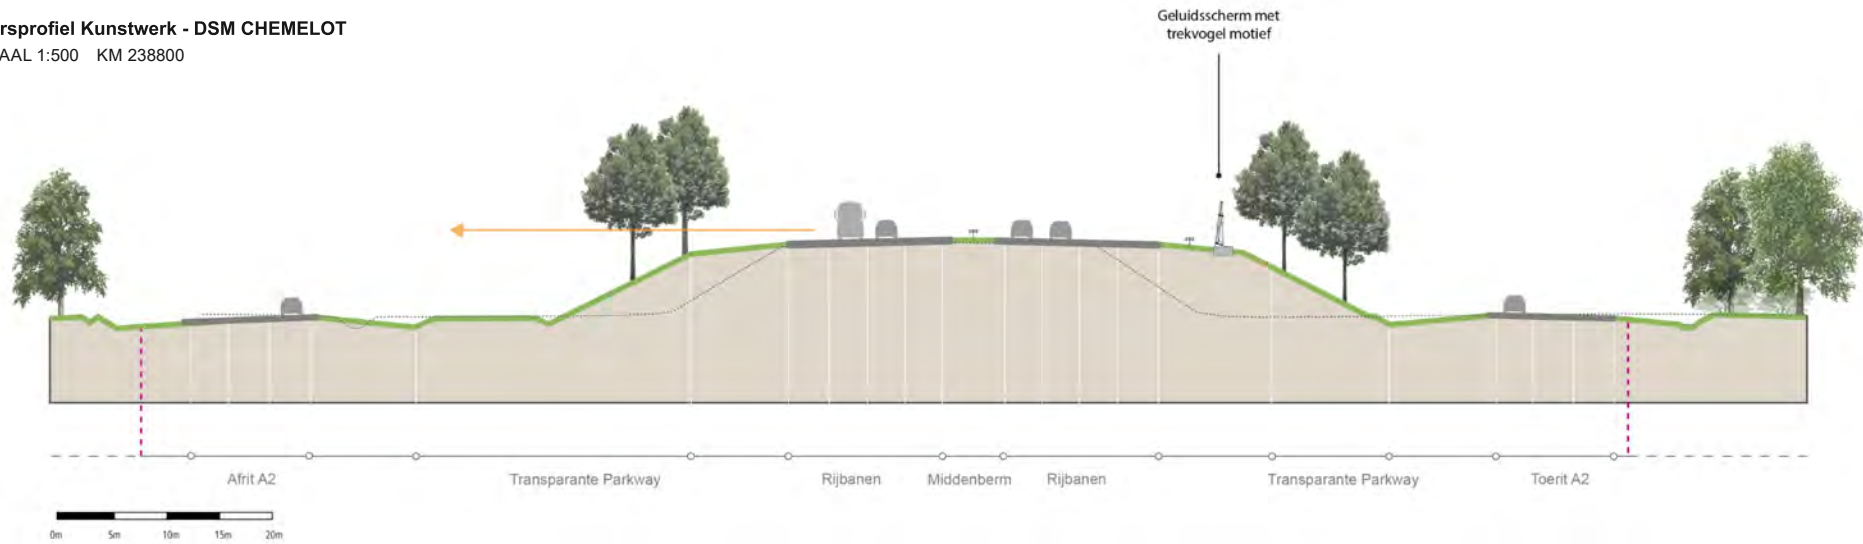 rsprofiel Kunstwerk - DSM CHEMELOT
AAL 1:500 KM 238800
Geluidsscherm met
trekvogel motief
Afrit A2
Transparante Parkway
Rijbanen
Middenberm
Rijbanen
Transparante Parkway
Toerit A2
0m 5m 10m 15m 20m